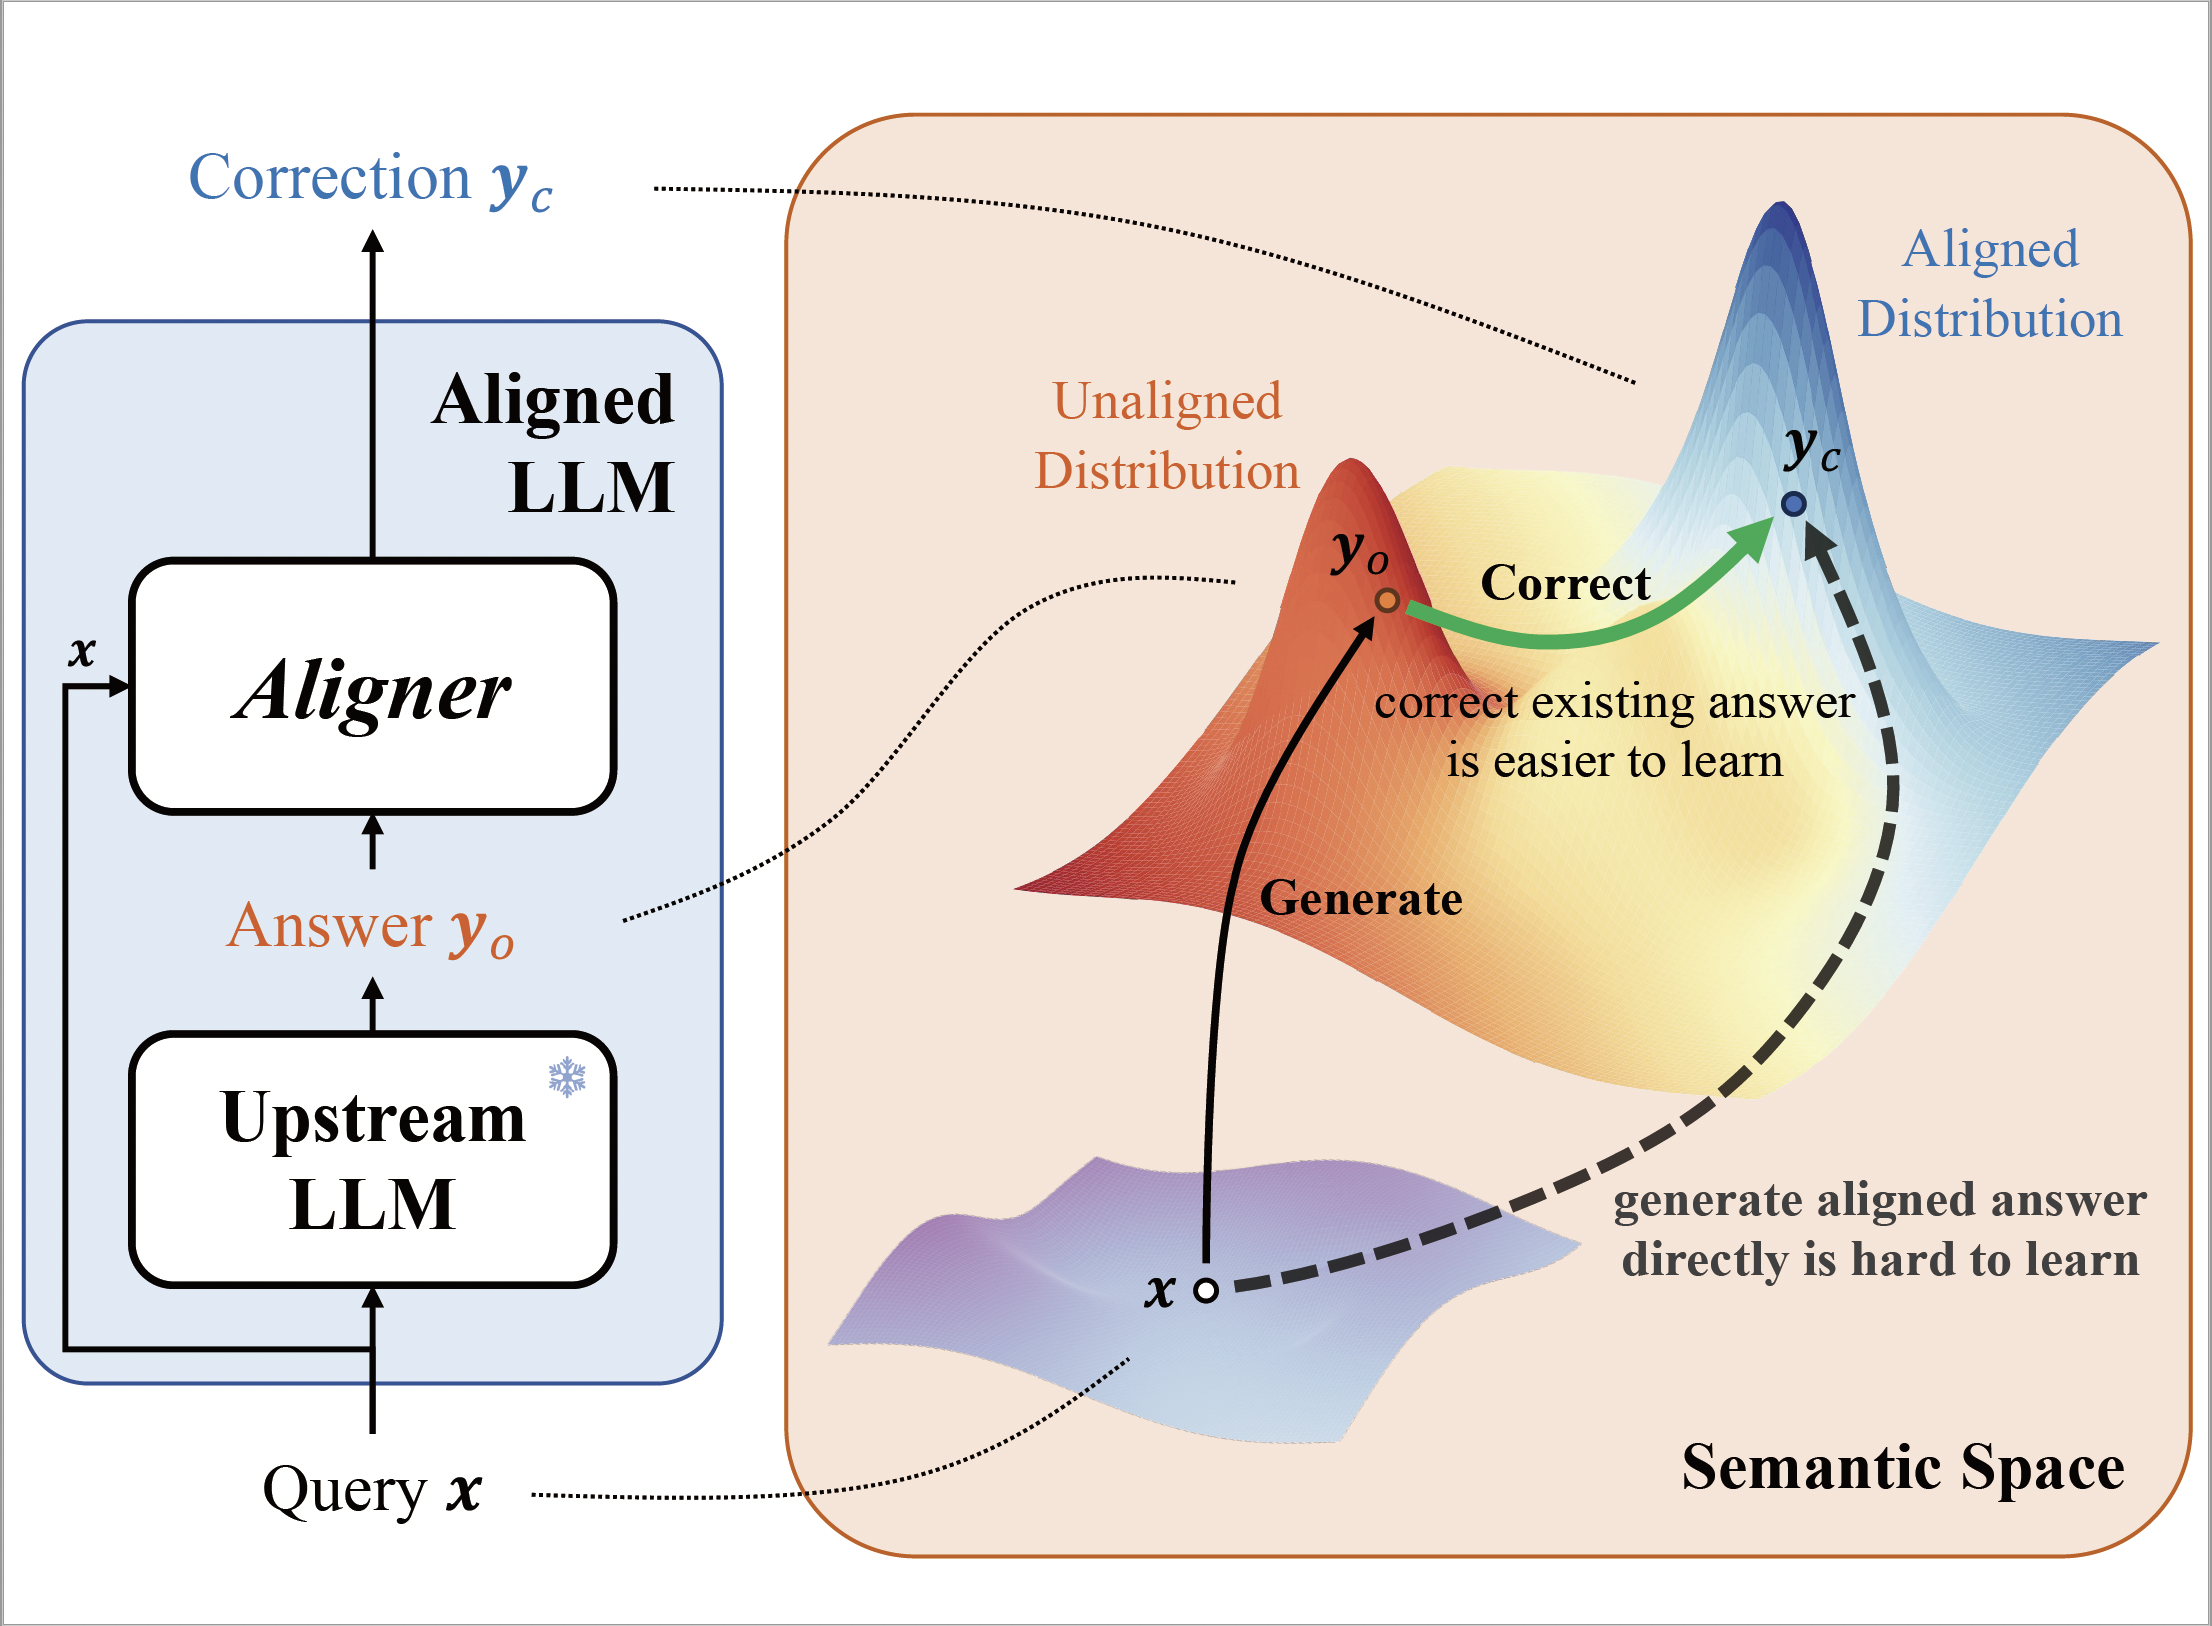 Correction y_c
Aligned
LLM
x
Aligner
Answer y_o
Upstream
LLM
Query x
Aligned
Distribution
Unaligned
Distribution
y_c
y_o
Correct
correct existing answer
is easier to learn
Generate
generate aligned answer
directly is hard to learn
x
Semantic Space